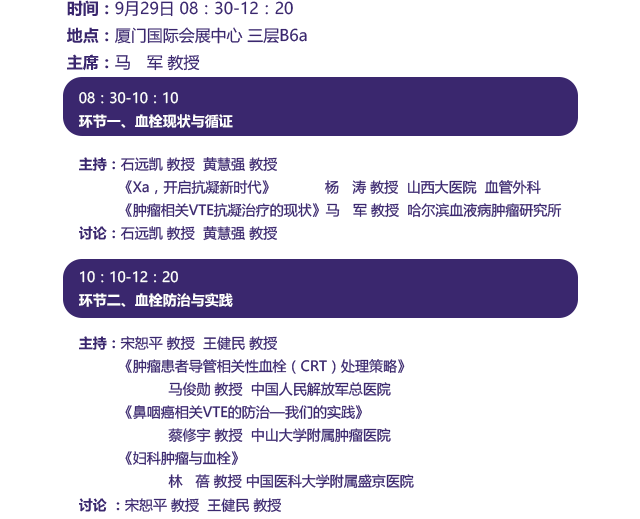 时间：9月29日 08：30-12：20
地点：厦门国际会展中心 三层B6a
主席：马 军 教授
08：30-10：10
环节一、血栓现状与循证
主持：石远凯 教授 黄慧强 教授
《Xa，开启抗凝新时代》 杨 涛 教授 山西大医院 血管外科
《肿瘤相关VTE抗凝治疗的现状》马 军 教授 哈尔滨血液病肿瘤研究所
讨论：石远凯 教授 黄慧强 教授
10：10-12：20
环节二、血栓防治与实践
主持：宋恕平 教授 王健民 教授
《肿瘤患者导管相关性血栓（CRT）处理策略》
马俊勋 教授 中国人民解放军总医院
《鼻咽癌相关VTE的防治—我们的实践》
蔡修宇 教授 中山大学附属肿瘤医院
《妇科肿瘤与血栓》
林 蓓 教授 中国医科大学附属盛京医院
讨论 ：宋恕平 教授 王健民 教授